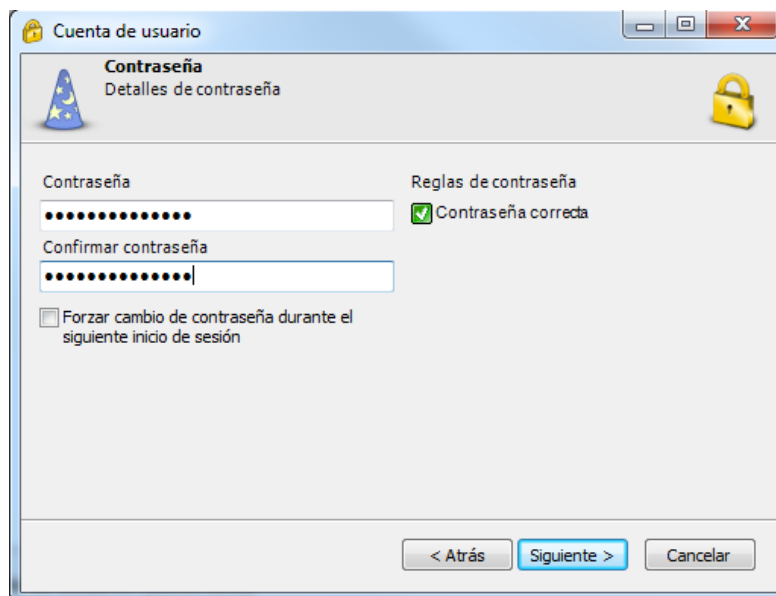 Cuenta de usuario
Contraseña
Detalles de contraseña
Contraseña
••••••••••••••
Confirmar contraseña
••••••••••••••
Forzar cambio de contraseña durante el
siguiente inicio de sesión
Reglas de contraseña
Contraseña correcta
< Atrás
Siguiente >
Cancelar